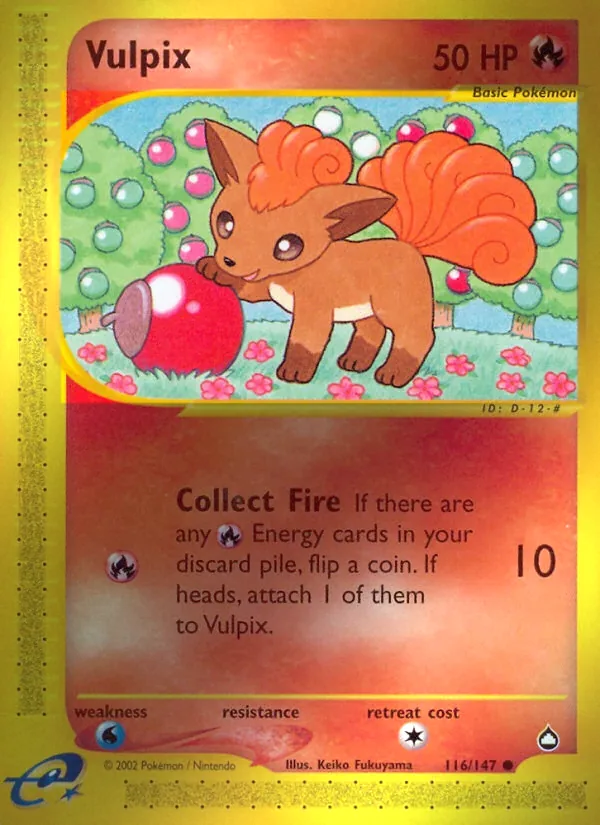 Vulpix 50 HP
Basic Pokémon
ID: D-12-#
Collect Fire If there are
any Energy cards in your
discard pile, flip a coin. If
heads, attach 1 of them
to Vulpix.
10
weakness resistance retreat cost
© 2002 Pokémon / Nintendo Illus. Keiko Fukuyama 116/147
e